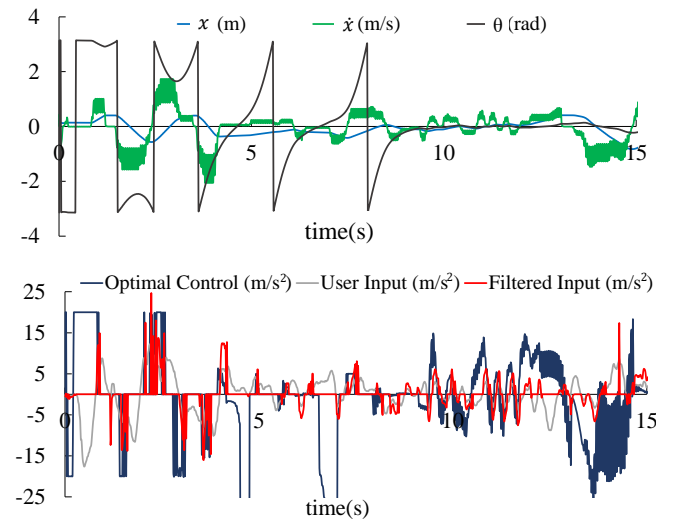 4
x (m)
ẋ (m/s)
θ (rad)
2
0
0
5
10
15
-2
-4
time(s)
25
Optimal Control (m/s²)
User Input (m/s²)
Filtered Input (m/s²)
15
5
0
5
10
15
-5
-15
-25
time(s)